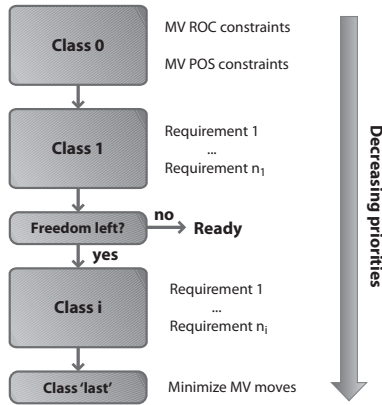 Class 0
MV ROC constraints
MV POS constraints
Class 1
Requirement 1
...
Requirement n1
Freedom left?
no
Ready
yes
Class i
Requirement 1
...
Requirement ni
Class 'last'
Minimize MV moves
Decreasing priorities